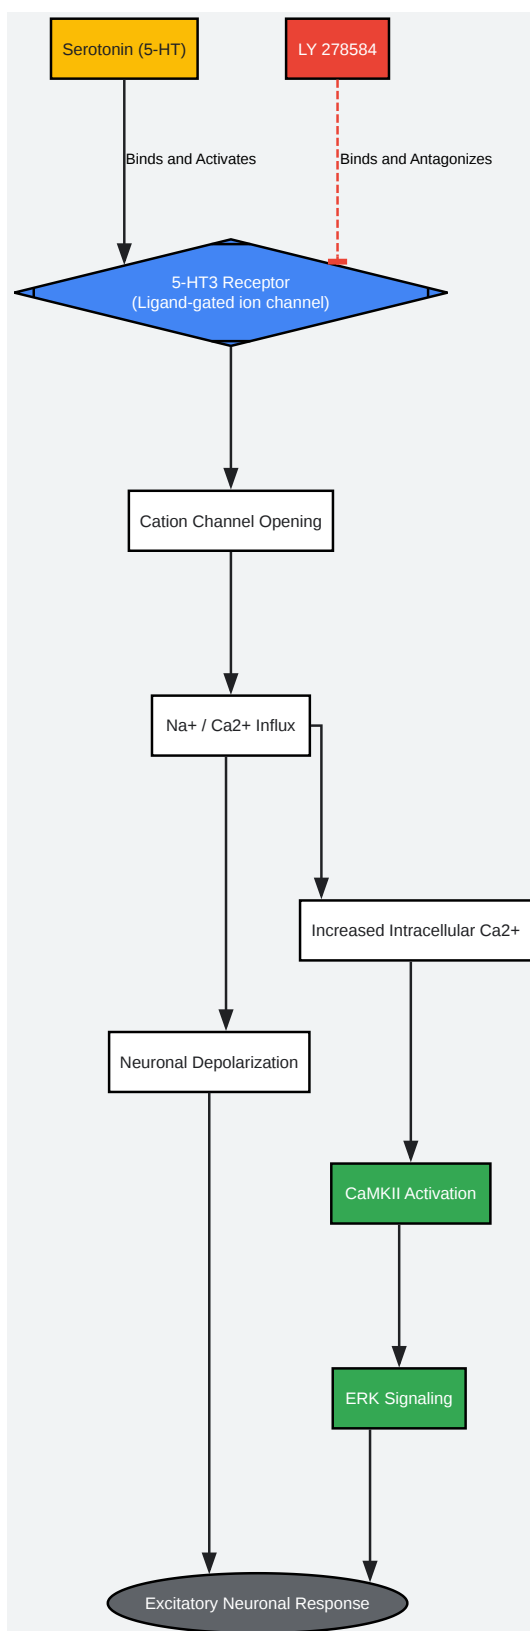 Serotonin (5-HT)
LY 278584
Binds and Activates
Binds and Antagonizes
5-HT3 Receptor
(Ligand-gated ion channel)
Cation Channel Opening
Na+ / Ca2+ Influx
Increased Intracellular Ca2+
Neuronal Depolarization
CaMKII Activation
ERK Signaling
Excitatory Neuronal Response